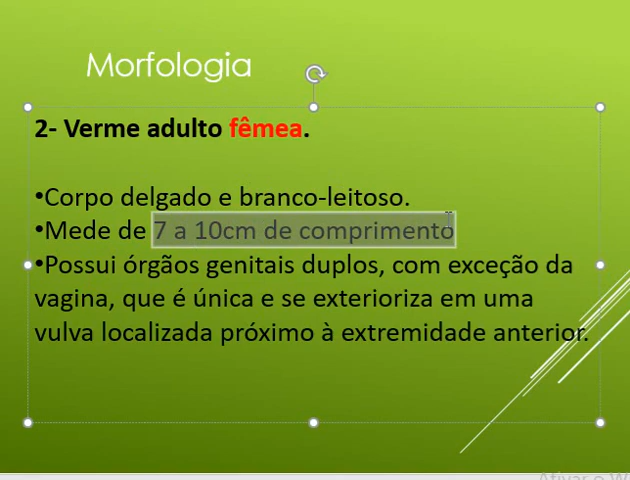 Morfologia
2- Verme adulto fêmea.
•Corpo delgado e branco-leitoso.
•Mede de 7 a 10cm de comprimento
•Possui órgãos genitais duplos, com exceção da
vagina, que é única e se exterioriza em uma
vulva localizada próximo à extremidade anterior.